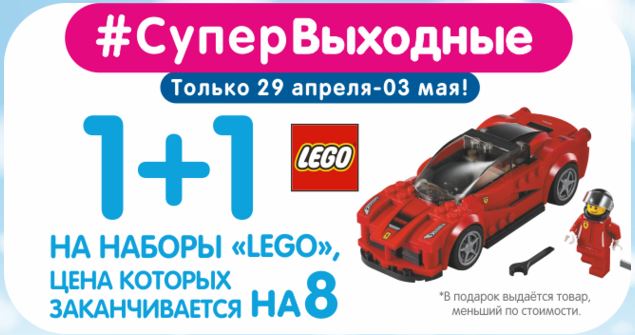 #СуперВыходные
Только 29 апреля-03 мая!
1+1
LEGO
НА НАБОРЫ «LEGO»,
ЦЕНА КОТОРЫХ
ЗАКАНЧИВАЕТСЯ НА 8
*В подарок выдаётся товар,
меньший по стоимости.